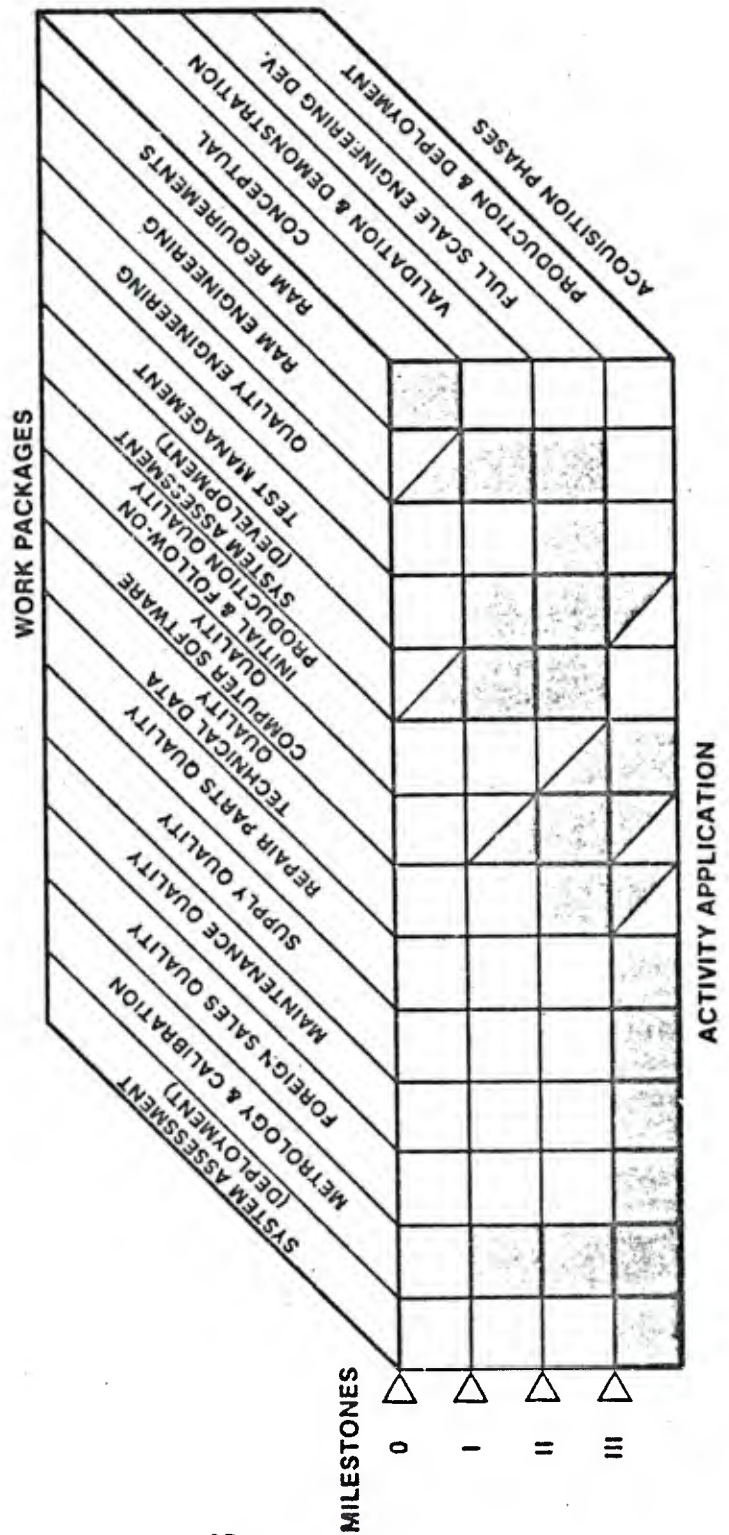 WORK PACKAGES
SYSTEM ASSESSMENT
(DEPLOYMENT)
METROLOGY & CALIBRATION
FOREIGN SALES QUALITY
MAINTENANCE QUALITY
SUPPLY QUALITY
REPAIR PARTS QUALITY
TECHNICAL DATA
QUALITY
COMPUTER SOFTWARE
QUALITY
INITIAL & FOLLOW-ON
PRODUCTION QUALITY
SYSTEM ASSESSMENT
(DEVELOPMENT)
TEST MANAGEMENT
QUALITY ENGINEERING
RAM ENGINEERING
RAM REQUIREMENTS
CONCEPTUAL
VALIDATION & DEMONSTRATION
FULL SCALE ENGINEERING DEV.
PRODUCTION & DEPLOYMENT
ACQUISITION PHASES
MILESTONES
0
I
II
III
ACTIVITY APPLICATION